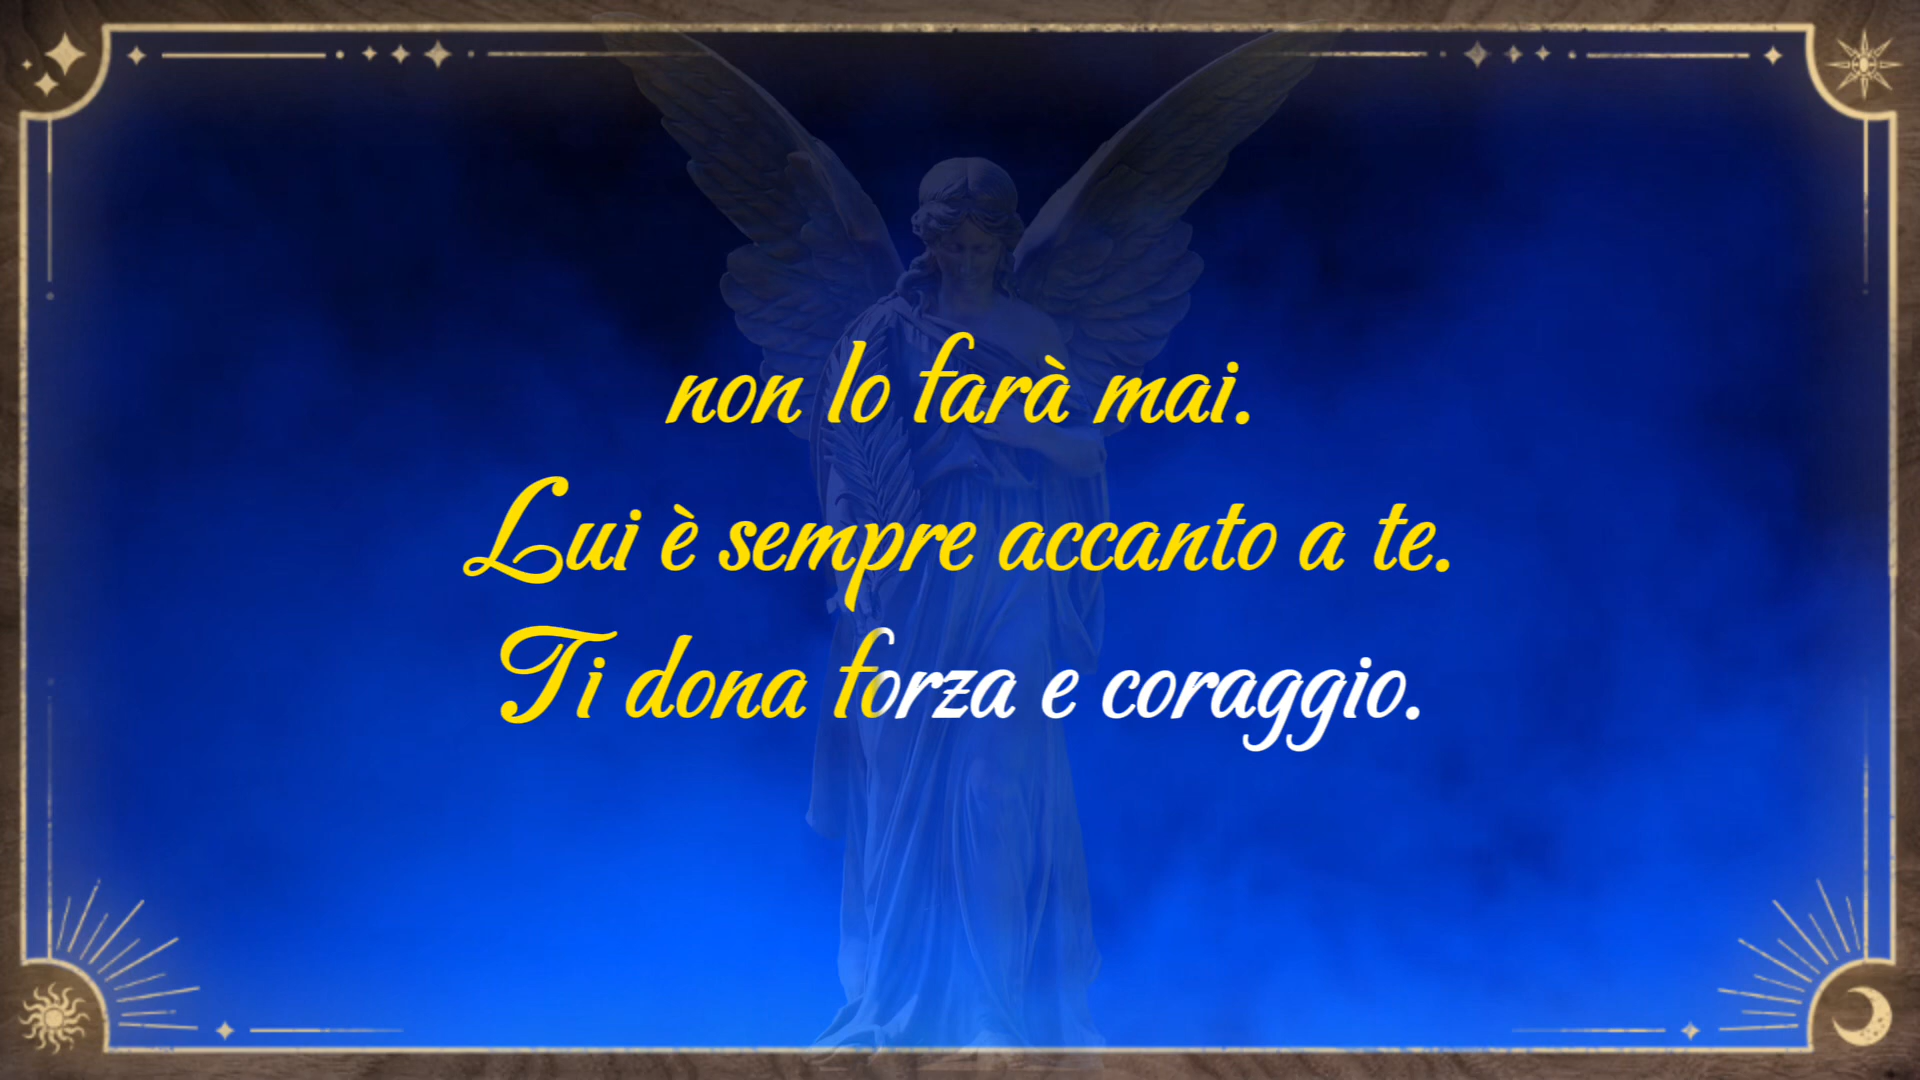 non lo farà mai.
Lui è sempre accanto a te.
Ti dona forza e coraggio.